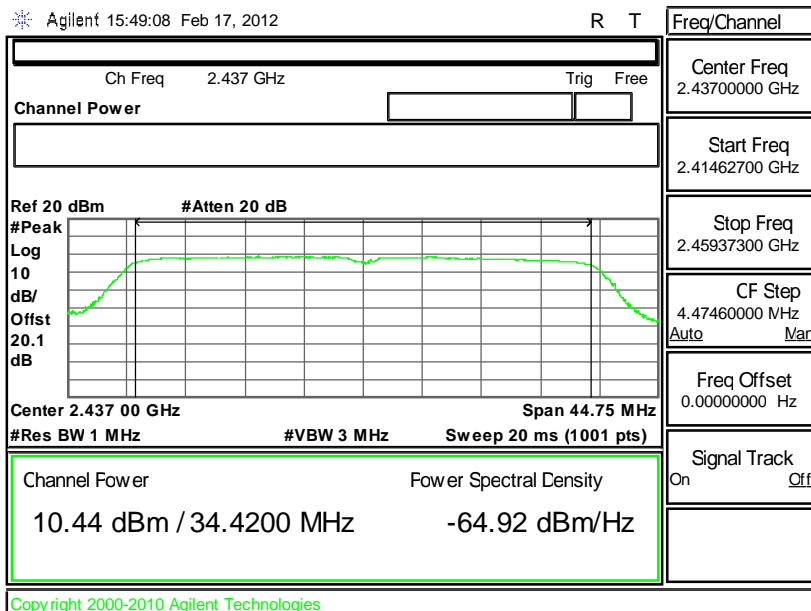 Agilent 15:49:08 Feb 17, 2012 R T
Freq/Channel
Ch Freq 2.437 GHz Trig Free
Channel Power
Center Freq
2.43700000 GHz
Start Freq
2.41462700 GHz
Stop Freq
2.45937300 GHz
CF Step
4.47460000 MHz
Auto Man
Freq Offset
0.00000000 Hz
Signal Track
On Off
Ref 20 dBm #Atten 20 dB
#Peak
Log
10
dB/
Offst
20.1
dB
Center 2.437 00 GHz Span 44.75 MHz
#Res BW 1 MHz #VBW 3 MHz Sweep 20 ms (1001 pts)
Channel Power Power Spectral Density
10.44 dBm / 34.4200 MHz -64.92 dBm/Hz
Copyright 2000-2010 Agilent Technologies